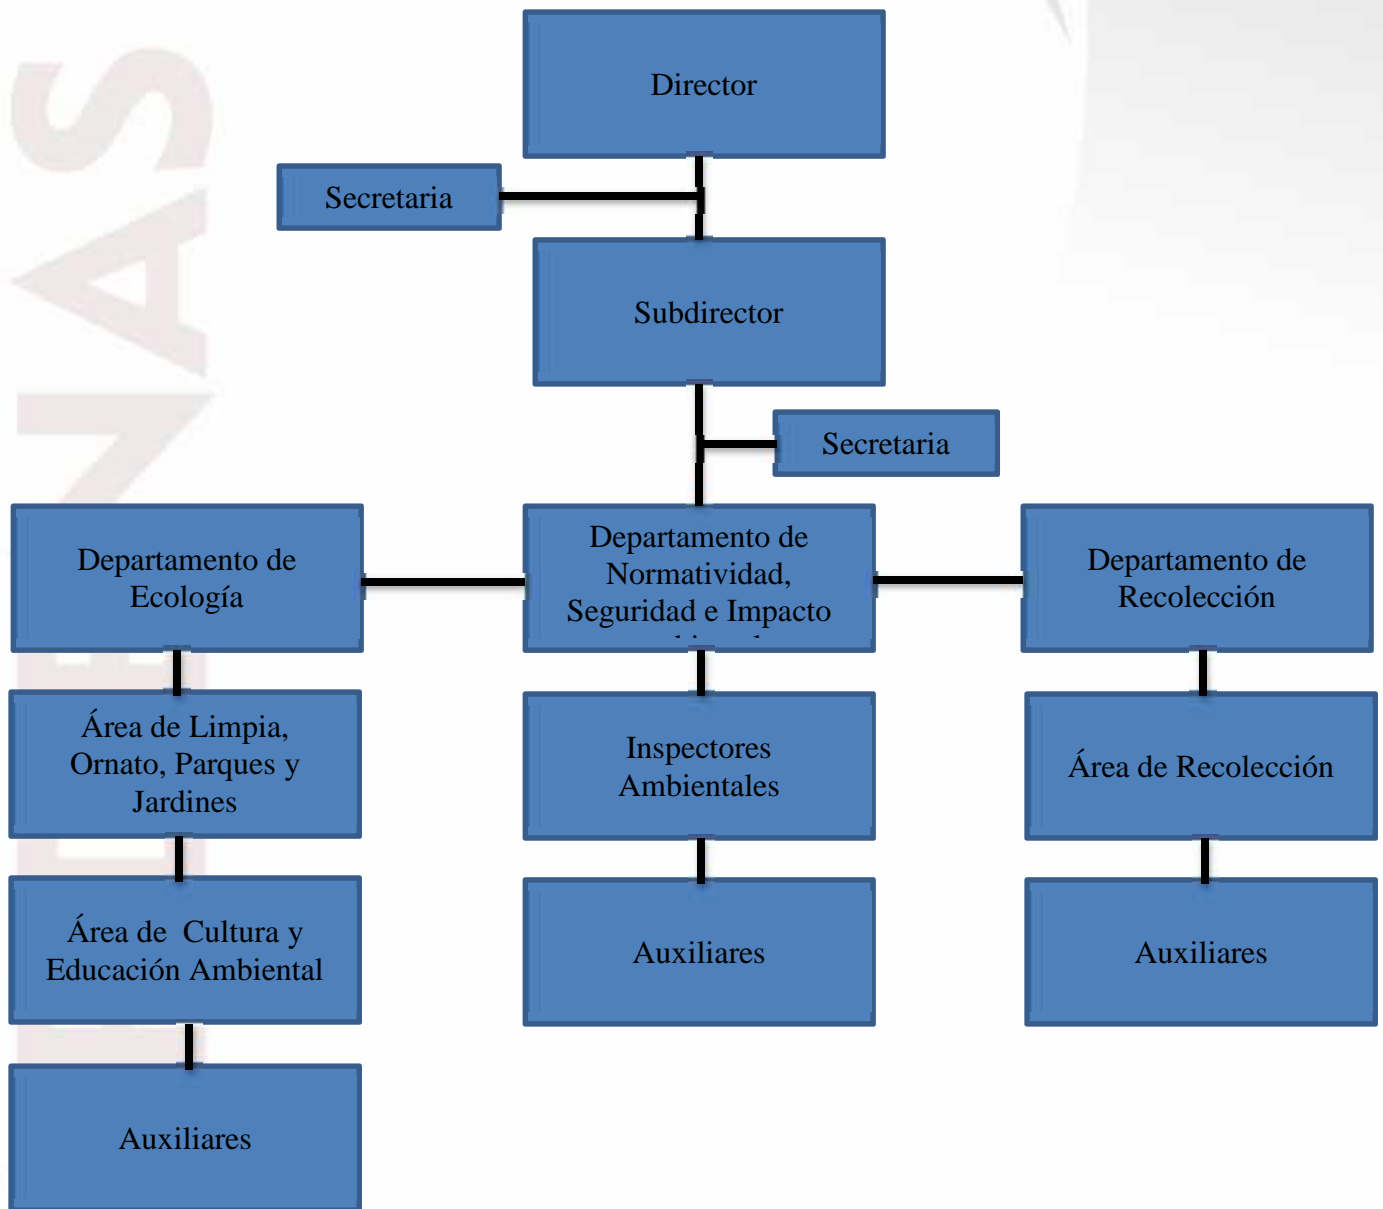 Director
Secretaria
Subdirector
Secretaria
Departamento de
Ecología
Departamento de
Normatividad,
Seguridad e Impacto
Departamento de
Recolección
Área de Limpia,
Ornato, Parques y
Jardines
Inspectores
Ambientales
Área de Recolección
Área de Cultura y
Educación Ambiental
Auxiliares
Auxiliares
Auxiliares